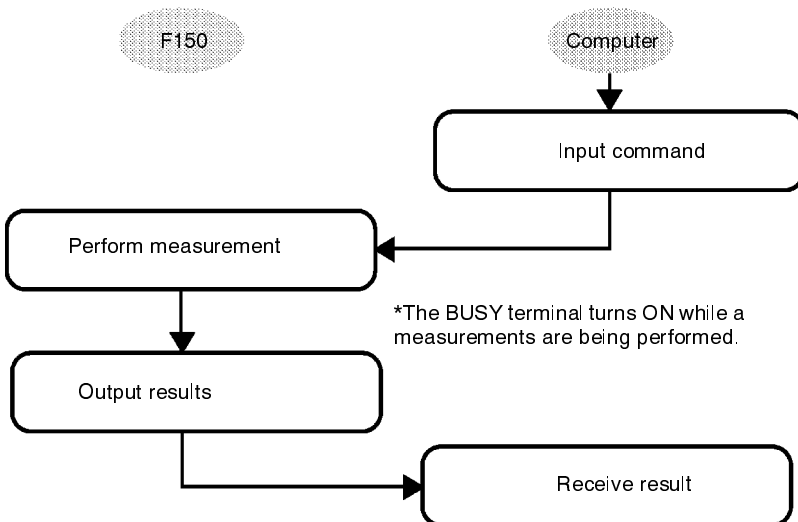 F150
Computer
Input command
Perform measurement
*The BUSY terminal turns ON while a
measurements are being performed.
Output results
Receive result